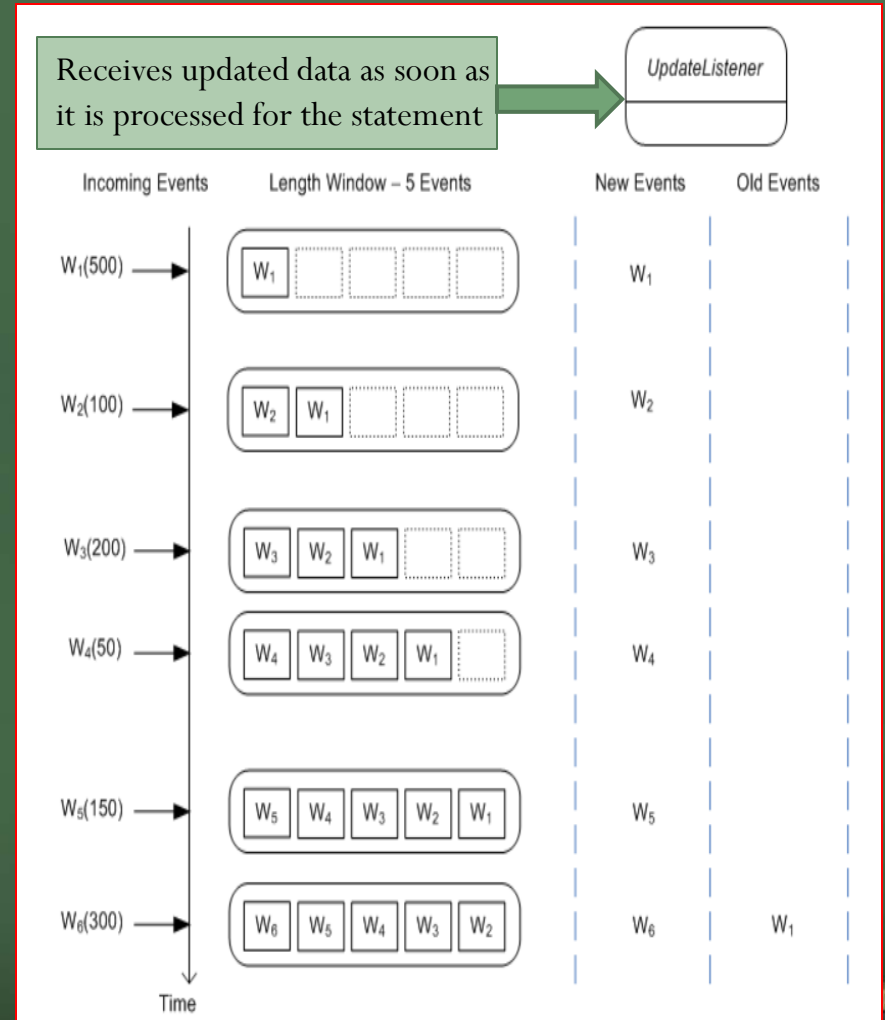 Receives updated data as soon as
it is processed for the statement
UpdateListener
Incoming Events Length Window – 5 Events New Events Old Events
W₁(500) W₁ W₁
W₂(100) W₂ W₁ W₂
W₃(200) W₃ W₂ W₁ W₃
W₄(50) W₄ W₃ W₂ W₁ W₄
W₅(150) W₅ W₄ W₃ W₂ W₁ W₅
W₆(300) W₆ W₅ W₄ W₃ W₂ W₆ W₁
Time